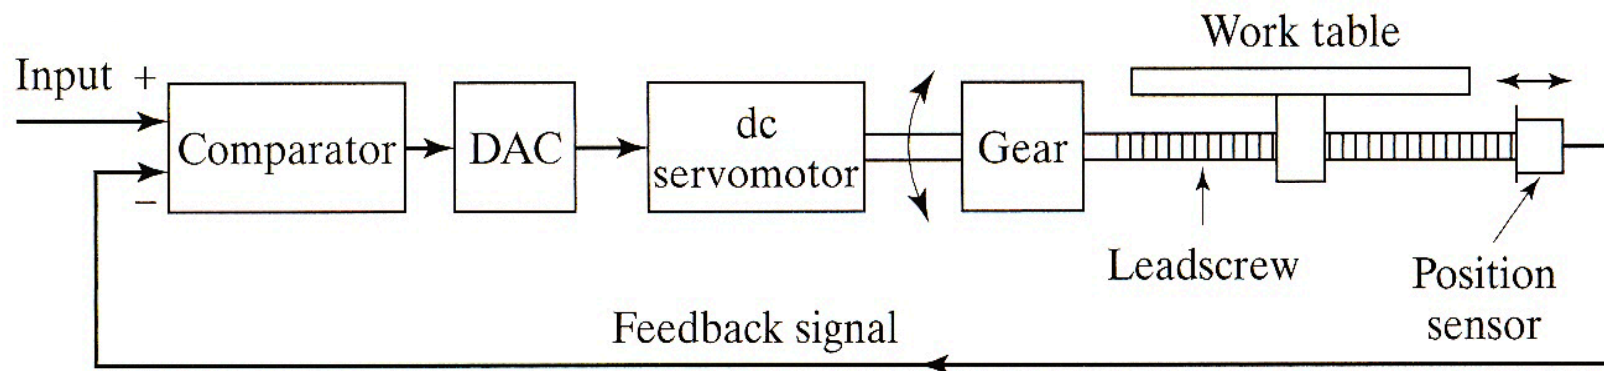 Work table
Input +
Comparator
DAC
dc
servomotor
Gear
−
Leadscrew
Position
sensor
Feedback signal